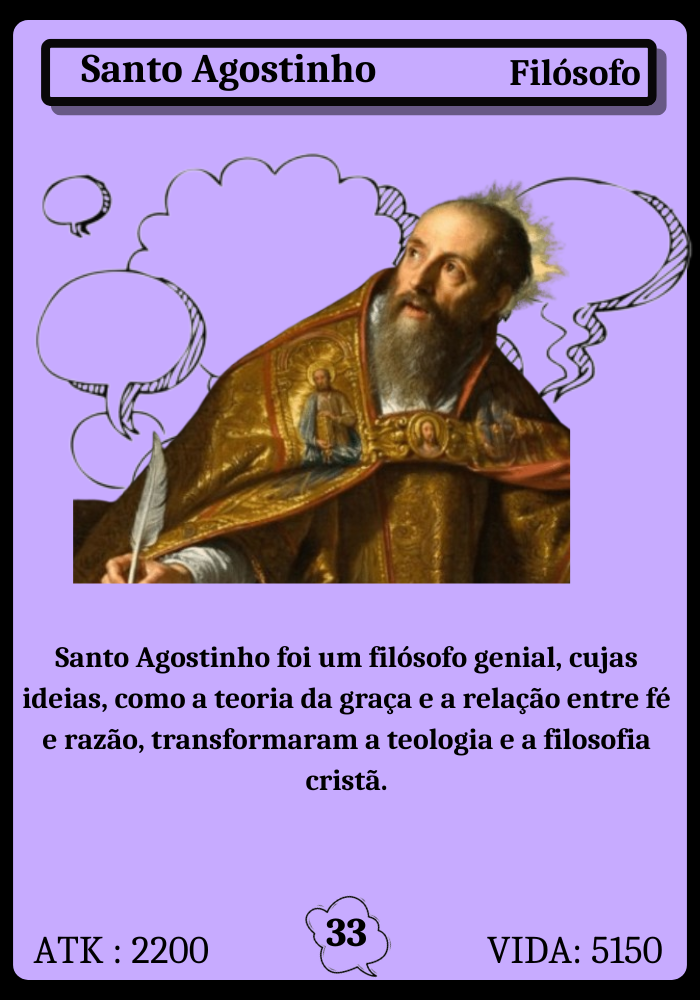 Santo Agostinho Filósofo
Santo Agostinho foi um filósofo genial, cujas
ideias, como a teoria da graça e a relação entre fé
e razão, transformaram a teologia e a filosofia
cristã.
ATK : 2200 33 VIDA: 5150